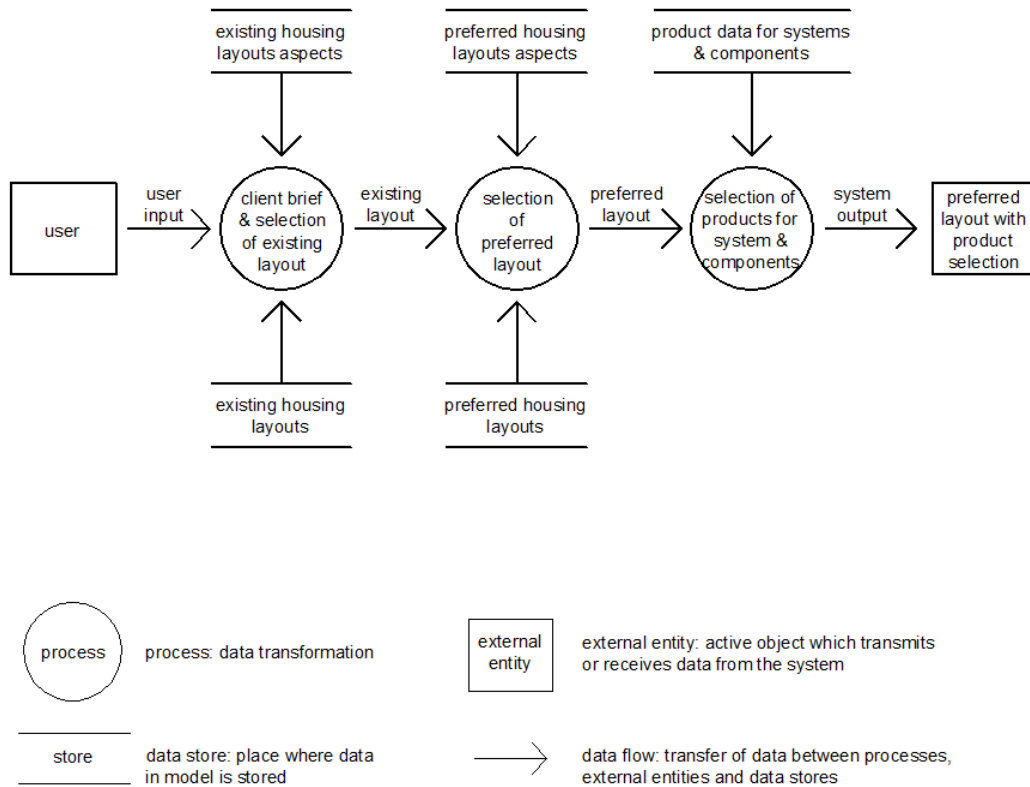 existing housing
layouts aspects
preferred housing
layouts aspects
product data for systems
& components
user
user
input
client brief
& selection
of existing
layout
existing
layout
selection
of
preferred
layout
preferred
layout
selection of
products for
system &
components
system
output
preferred
layout with
product
selection
existing housing
layouts
preferred housing
layouts
process
process: data transformation
external
entity
external entity: active object which transmits
or receives data from the system
store
data store: place where data
in model is stored
data flow: transfer of data between processes,
external entities and data stores